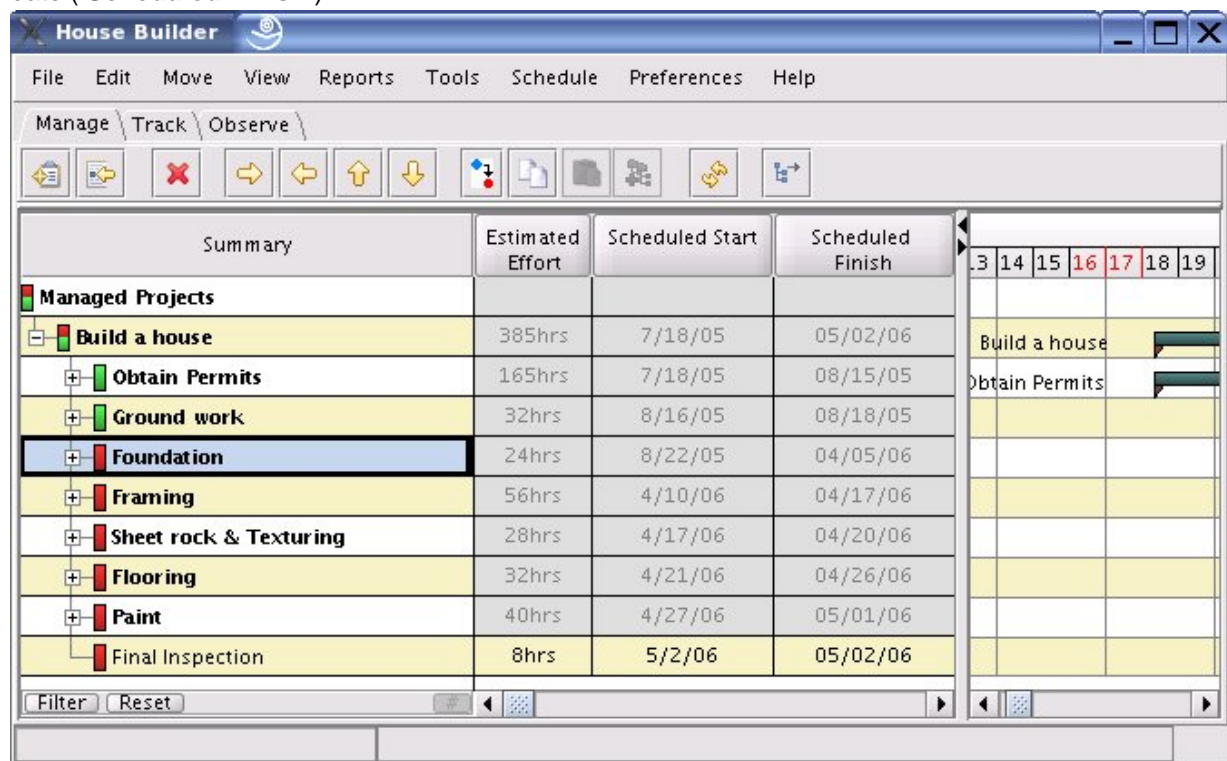 House Builder
File Edit Move View Reports Tools Schedule Preferences Help
Manage Track Observe
Summary Estimated Effort Scheduled Start Scheduled Finish
.3 14 15 16 17 18 19
Managed Projects
Build a house 385hrs 7/18/05 05/02/06 Build a house
Obtain Permits 165hrs 7/18/05 08/15/05 Obtain Permits
Ground work 32hrs 8/16/05 08/18/05
Foundation 24hrs 8/22/05 04/05/06
Framing 56hrs 4/10/06 04/17/06
Sheet rock & Texturing 28hrs 4/17/06 04/20/06
Flooring 32hrs 4/21/06 04/26/06
Paint 40hrs 4/27/06 05/01/06
Final Inspection 8hrs 5/2/06 05/02/06
Filter Reset #